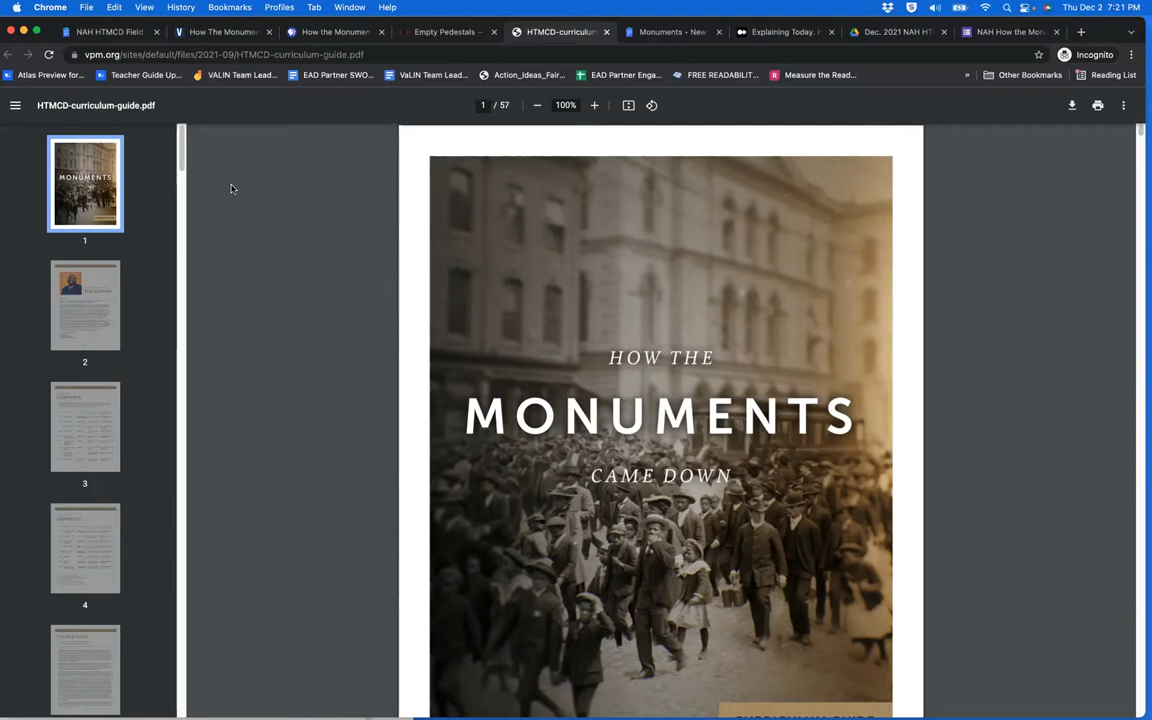 Chrome File Edit View History Bookmarks Profiles Tab Window Help Thu Dec 2 7:21 PM
NAH HTMCD Field How The Monume how the Monumen Empty Pedestals — HTMCD-curriculum- Monuments • New Explaining Today. H Dec. 2021 NAH HT NAH How the Mon
vpm.org/sites/default/files/2021-09/HTMCD-curriculum-guide.pdf Incognito
Atlas Preview for... Teacher Guide Up... VaLIN Team Lead... EAD Partner SWO... VaLIN Team Lead... Action_Ideas_Fair... EAD Partner Enga... FREE READABILIT... Measure the Read... » Other Bookmarks Reading List
HTMCD-curriculum-guide.pdf 1 / 57 100%
MONUMENTS
1
2
3
4
HOW THE
MONUMENTS
CAME DOWN
CURRICULUM GUIDE